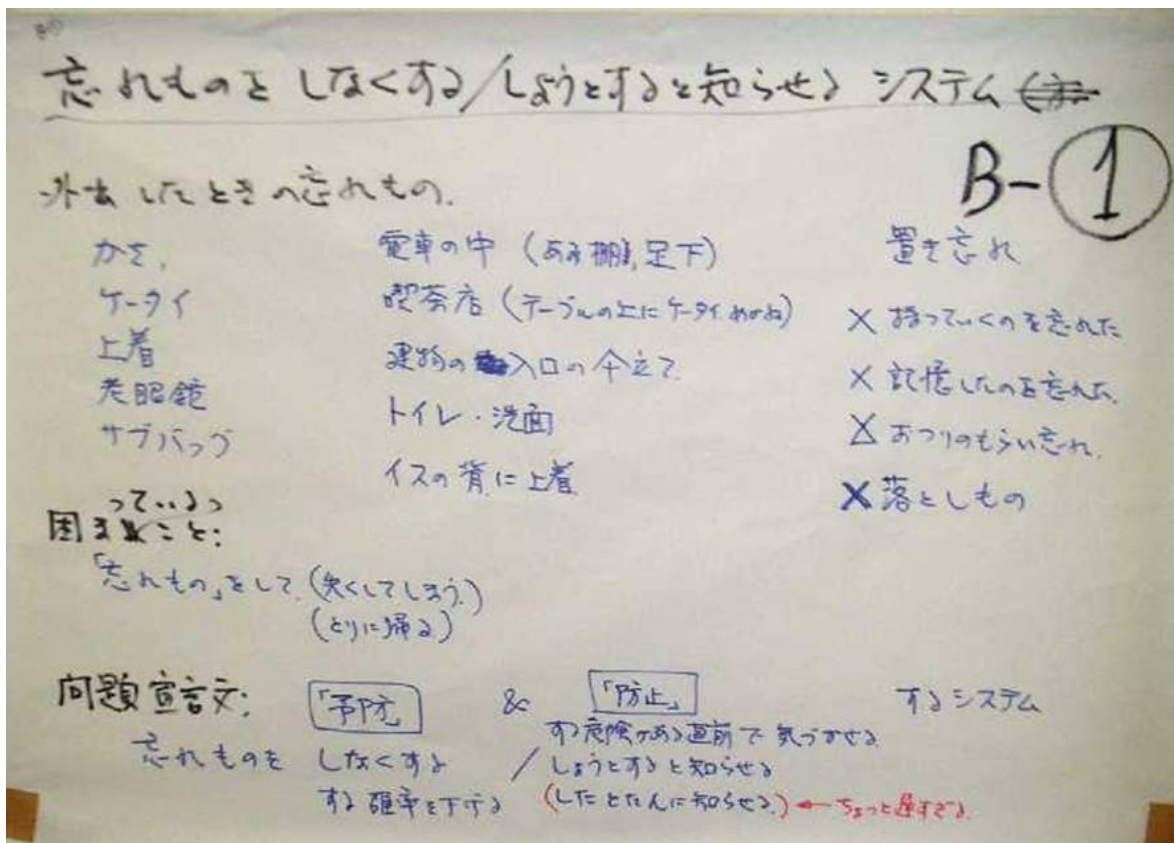 忘れものをしなくする/しようとすると知らせるシステム
B-①
外出したときの忘れもの.
かさ,
ケータイ
上着
老眼鏡
サブバッグ
電車の中 (あみ棚, 足下)
喫茶店 (テーブルの上にケータイ めがね)
建物の入口の傘立て
トイレ・洗面
イスの背に上着
置き忘れ
× 持っていくのを忘れた
× 記憶したのを忘れた.
△ おつりのもらい忘れ.
× 落としもの
っている
困ること:
「忘れもの」をして (失くしてしまう.)
(とりに帰る)
問題宣言文: 「予防」 & 「防止」 するシステム
する危険がある直前で気づかせる
忘れものを しなくする / しようとすると知らせる
する確率を下げる (したとたんに知らせる.) ← ちょっと遅すぎる.